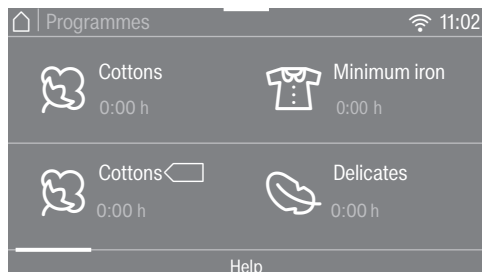 Programmes 11:02
Cottons
0:00 h
Minimum iron
0:00 h
Cottons
0:00 h
Delicates
0:00 h
Help